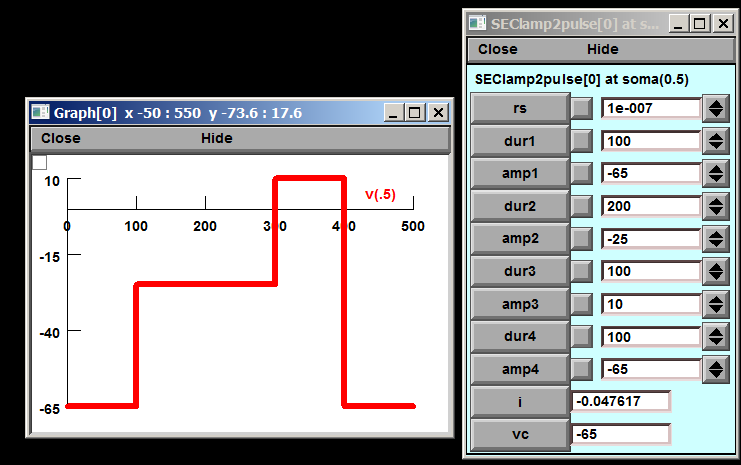 SEClamp2pulse[0] at s...
Close Hide
SEClamp2pulse[0] at soma(0.5)
rs 1e-007
dur1 100
amp1 -65
dur2 200
amp2 -25
dur3 100
amp3 10
dur4 100
amp4 -65
i -0.047617
vc -65
Graph[0] x -50 : 550 y -73.6 : 17.6
Close Hide
10
v(.5)
0 100 200 300 400 500
-15
-40
-65